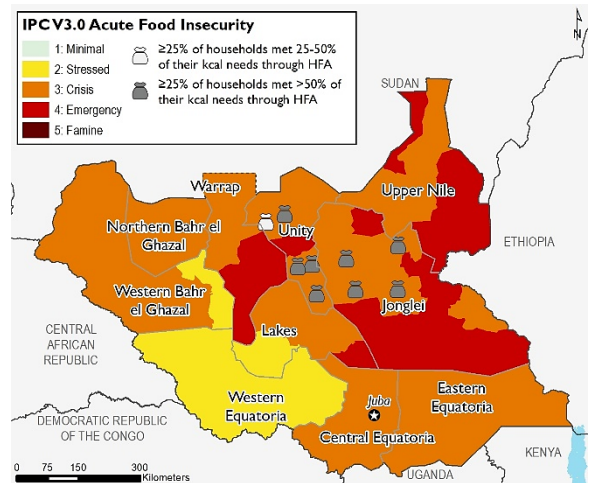 IPC V3.0 Acute Food Insecurity
1: Minimal
2: Stressed
3: Crisis
4: Emergency
5: Famine
≥25% of households met 25-50%
of their kcal needs through HFA
≥25% of households met >50% of
their kcal needs through HFA
N
SUDAN
Warrap
Upper Nile
Northern Bahr el
Ghazal
Unity
ETHIOPIA
Western Bahr
el Ghazal
Jonglei
Lakes
CENTRAL
AFRICAN
REPUBLIC
Western
Equatoria
Juba
Eastern
Equatoria
DEMOCRATIC REPUBLIC
OF THE CONGO
Central Equatoria
KENYA
UGANDA
0 75 150 300
Kilometers